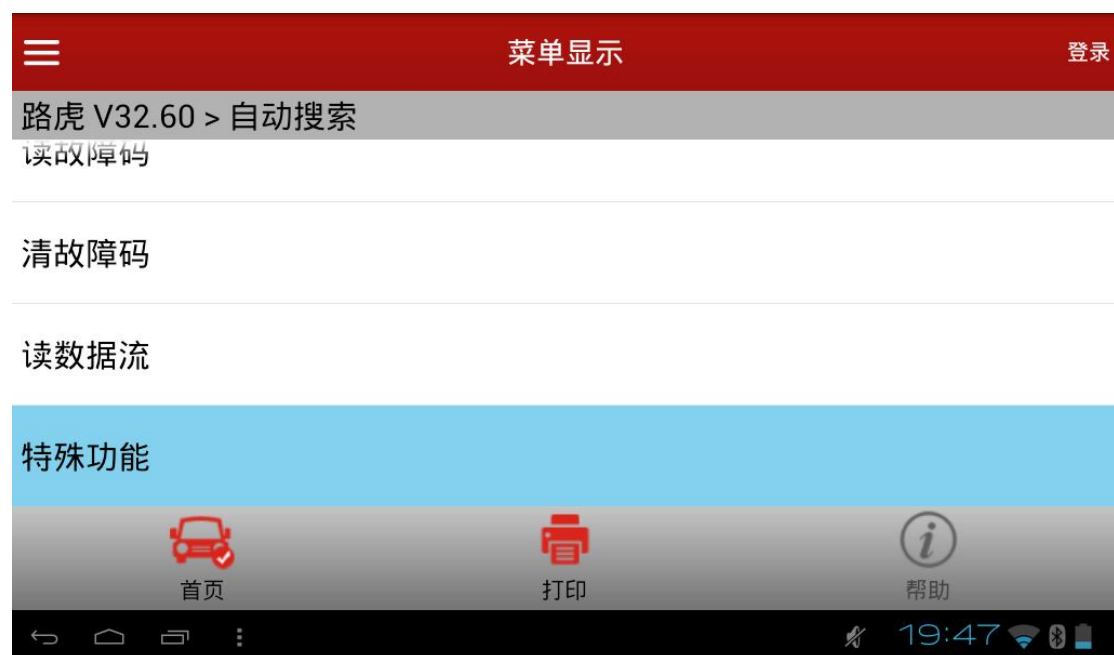 菜单显示
登录
路虎 V32.60 > 自动搜索
读故障码
清故障码
读数据流
特殊功能
首页
打印
帮助
19:47